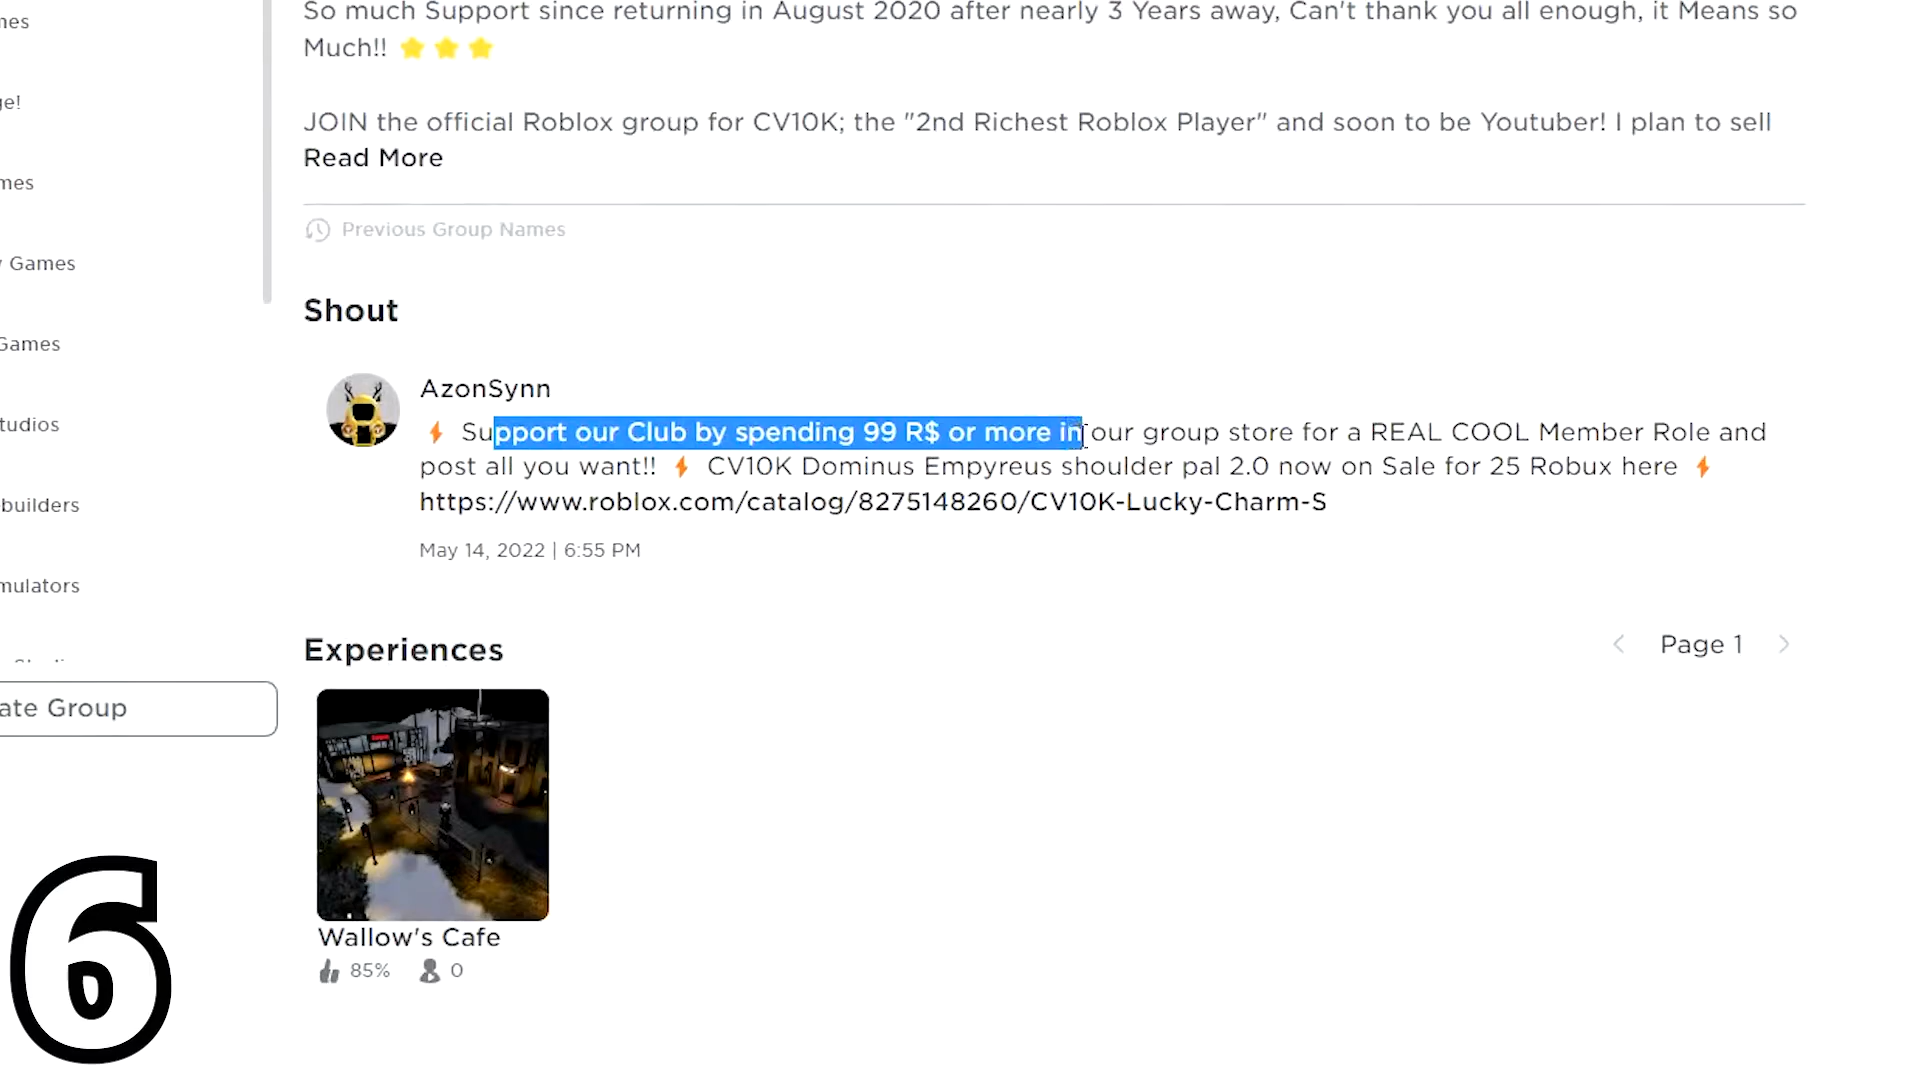 So much Support since returning in August 2020 after nearly 3 Years away, Can't thank you all enough, it Means so
Much!! ⭐⭐⭐
JOIN the official Roblox group for CV10K; the "2nd Richest Roblox Player" and soon to be Youtuber! I plan to sell
Read More
Previous Group Names
Games
Shout
Games
AzonSynn
⚡ Support our Club by spending 99 R$ or more in our group store for a REAL COOL Member Role and
post all you want!! ⚡ CV10K Dominus Empyreus shoulder pal 2.0 now on Sale for 25 Robux here ⚡
https://www.roblox.com/catalog/8275148260/CV10K-Lucky-Charm-S
May 14, 2022 | 6:55 PM
builders
Experiences
Page 1
ate Group
Wallow's Cafe
85% 0
6